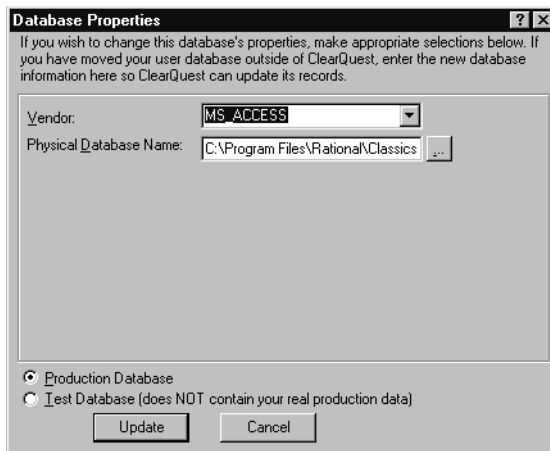 Database Properties
If you wish to change this database's properties, make appropriate selections below. If
you have moved your user database outside of ClearQuest, enter the new database
information here so ClearQuest can update its records.
Vendor: MS_ACCESS
Physical Database Name: C:\Program Files\Rational\Classics ...
Production Database
Test Database (does NOT contain your real production data)
Update Cancel